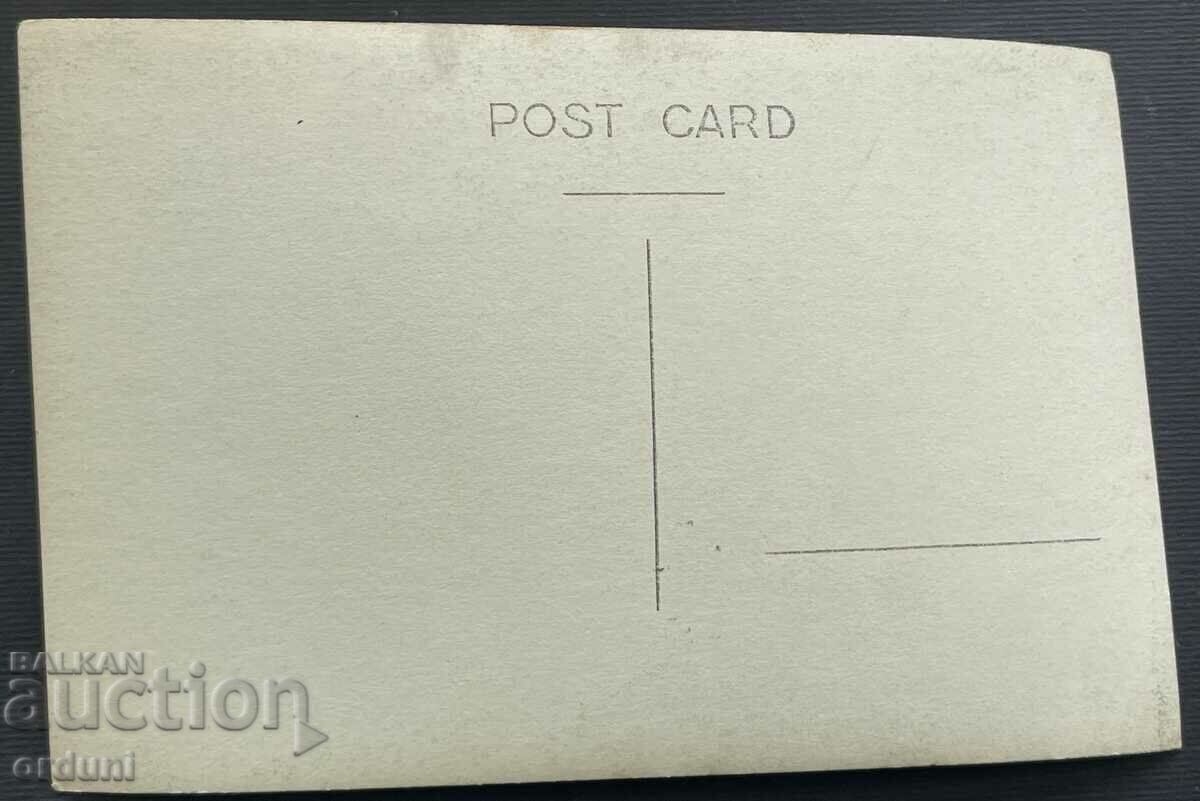 POST CARD
BALKAN
auction
orduni